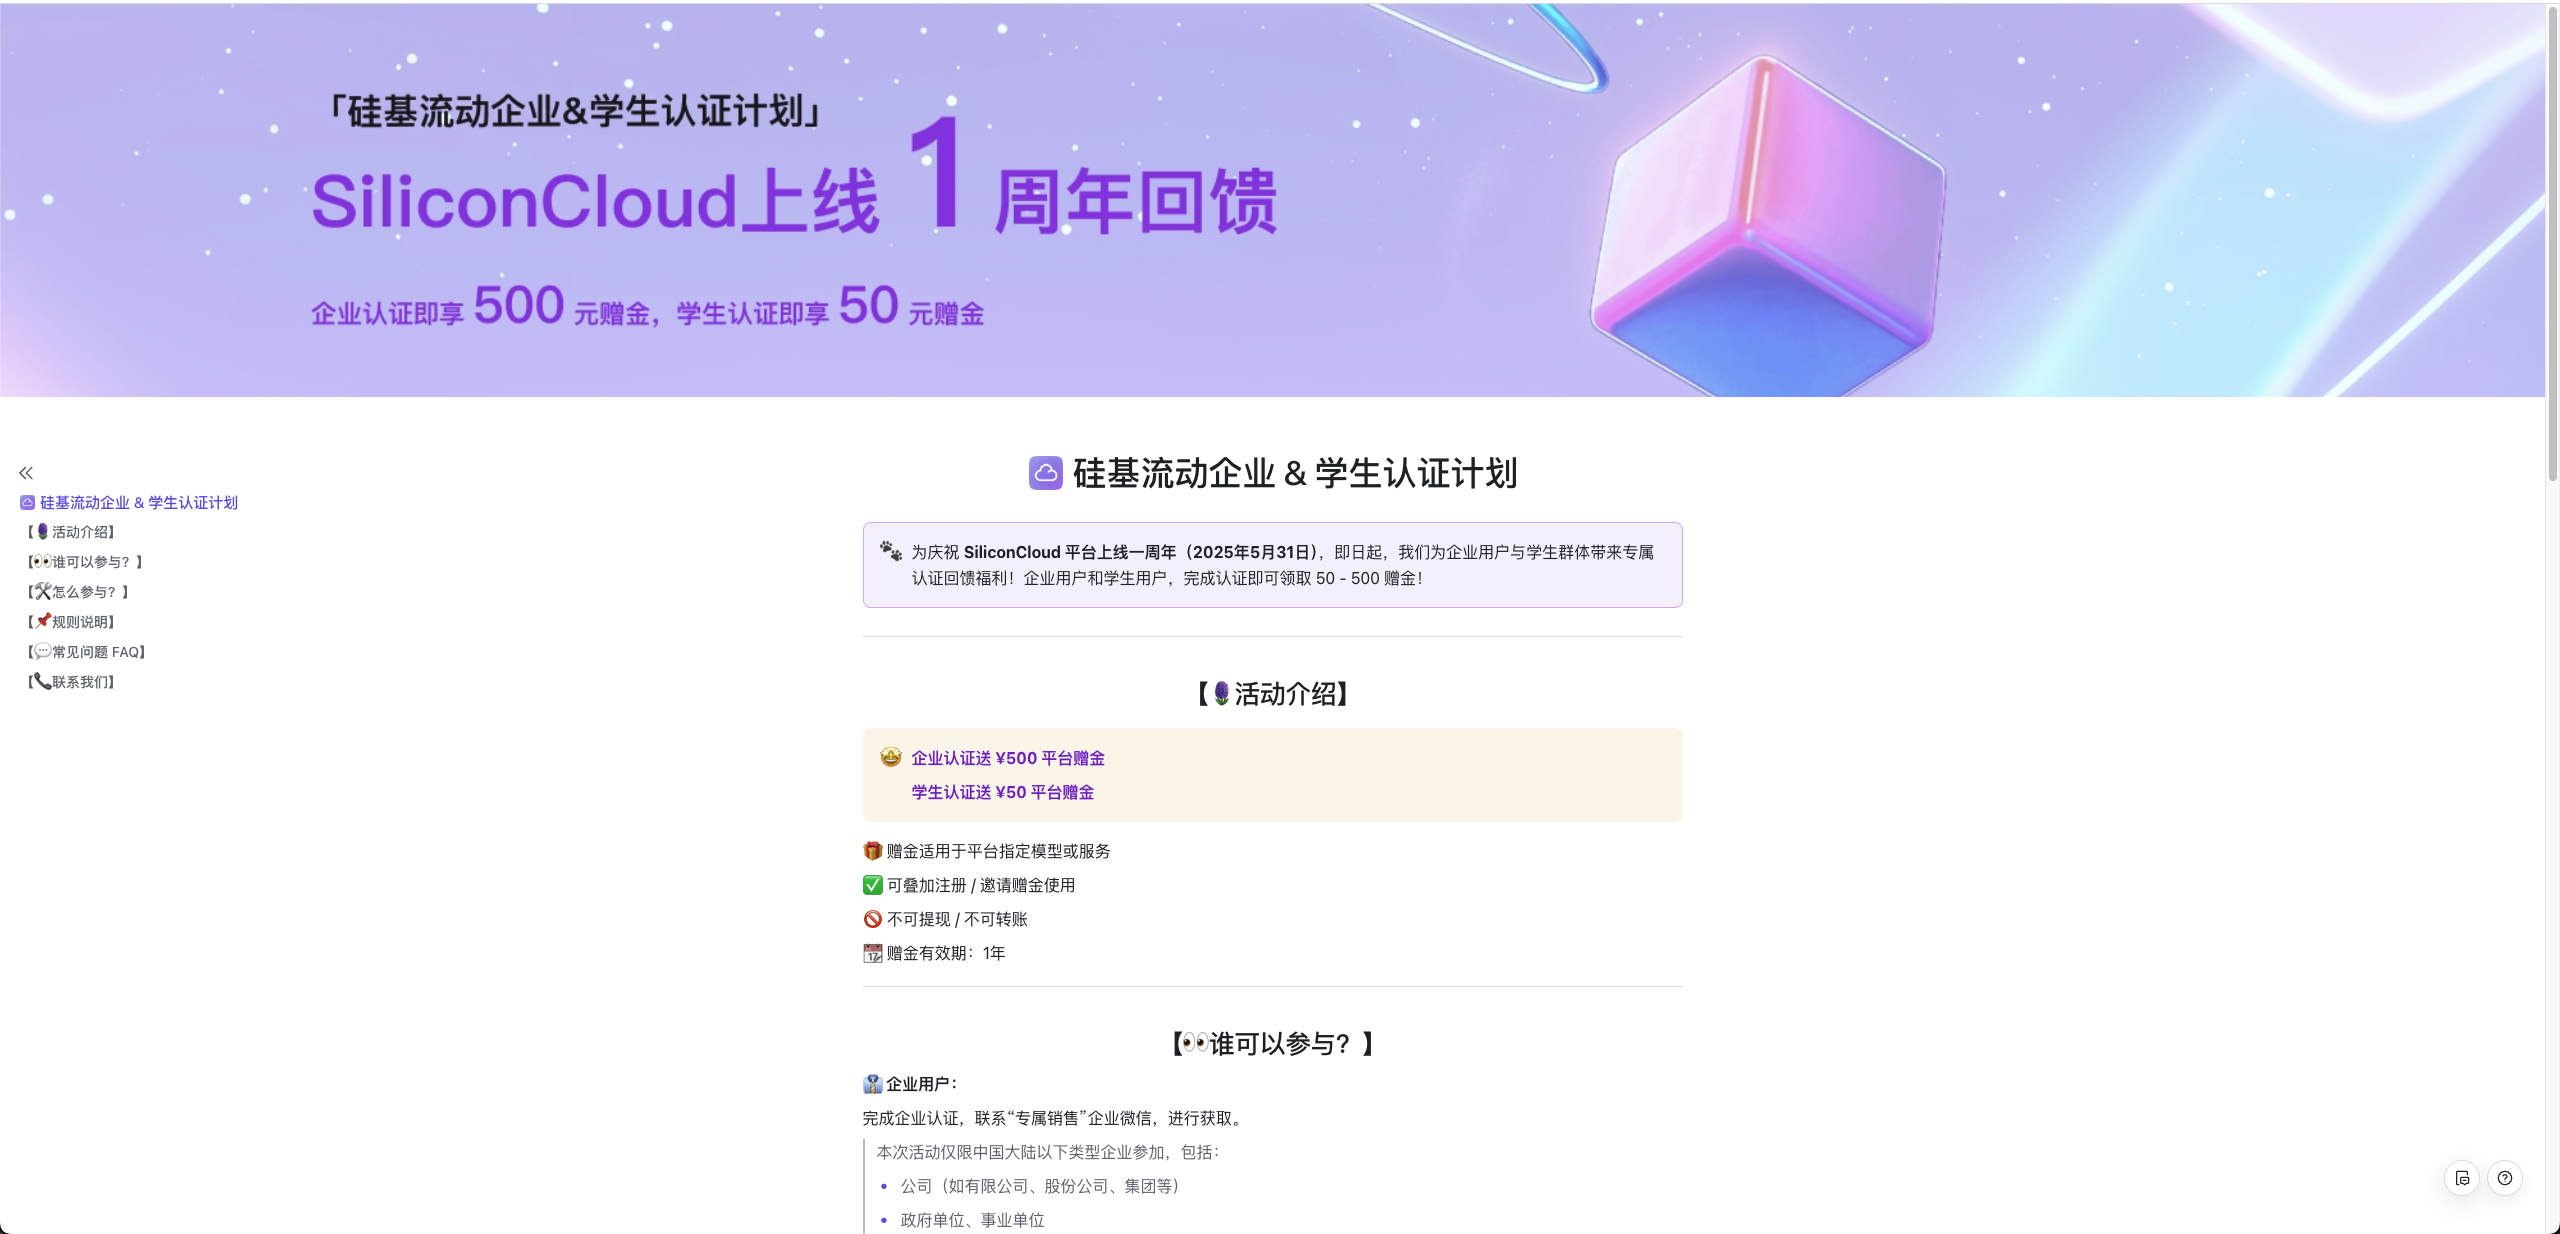 「硅基流动企业&学生认证计划」
SiliconCloud上线 1 周年回馈
企业认证即享 500 元赠金，学生认证即享 50 元赠金
硅基流动企业 & 学生认证计划
【🪻活动介绍】
【👀谁可以参与？】
【🛠️怎么参与？】
【📌规则说明】
【💬常见问题 FAQ】
【📞联系我们】
硅基流动企业 & 学生认证计划
🐾 为庆祝 SiliconCloud 平台上线一周年（2025年5月31日），即日起，我们为企业用户与学生群体带来专属
认证回馈福利！企业用户和学生用户，完成认证即可领取 50 - 500 赠金！
【🪻活动介绍】
🤩 企业认证送 ¥500 平台赠金
学生认证送 ¥50 平台赠金
🎁 赠金适用于平台指定模型或服务
✅ 可叠加注册 / 邀请赠金使用
🚫 不可提现 / 不可转账
📆 赠金有效期：1年
【👀谁可以参与？】
👔 企业用户：
完成企业认证，联系“专属销售”企业微信，进行获取。
本次活动仅限中国大陆以下类型企业参加，包括：
• 公司（如有限公司、股份公司、集团等）
• 政府单位、事业单位